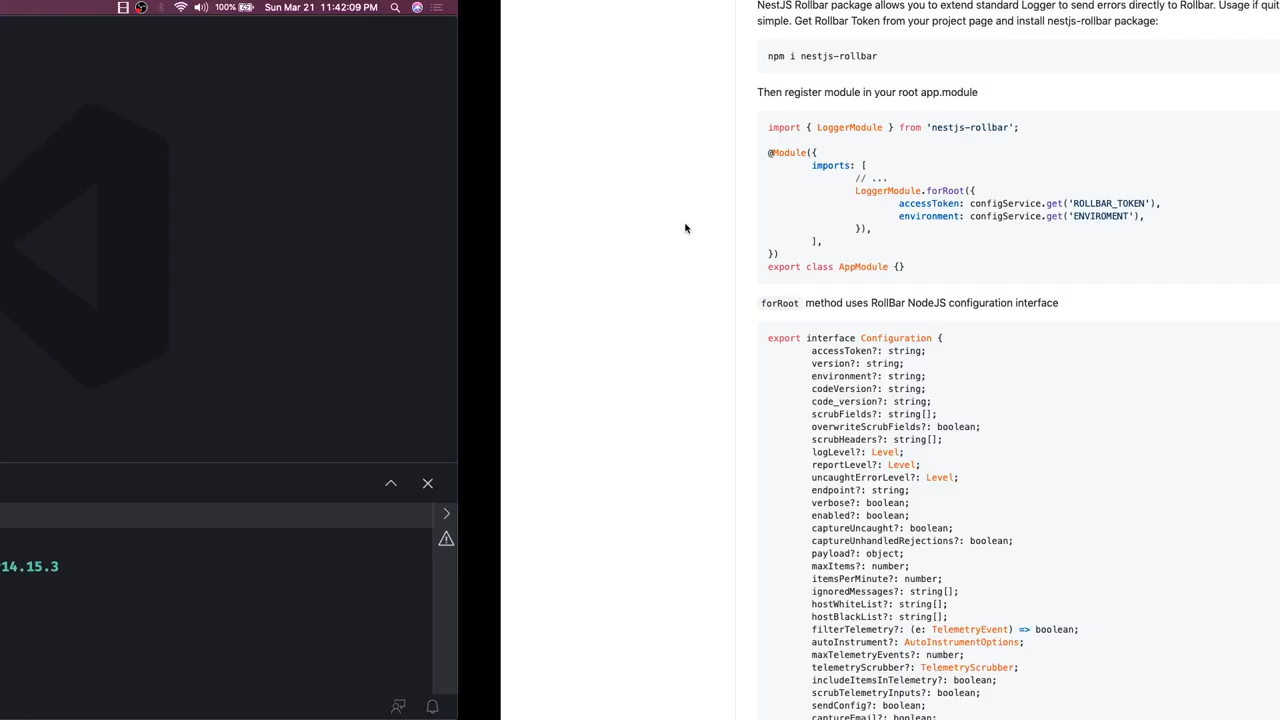 100%
Sun Mar 21 11:42:09 PM
14.15.3
NestJS Rollbar package allows you to extend standard Logger to send errors directly to Rollbar. Usage if quit
simple. Get Rollbar Token from your project page and install nestjs-rollbar package:
npm i nestjs-rollbar
Then register module in your root app.module
import { LoggerModule } from 'nestjs-rollbar';
@Module({
imports: [
// ...
LoggerModule.forRoot({
accessToken: configService.get('ROLLBAR_TOKEN'),
environment: configService.get('ENVIROMENT'),
}),
],
})
export class AppModule {}
forRoot method uses RollBar NodeJS configuration interface
export interface Configuration {
accessToken?: string;
version?: string;
environment?: string;
codeVersion?: string;
code_version?: string;
scrubFields?: string[];
overwriteScrubFields?: boolean;
scrubHeaders?: string[];
logLevel?: Level;
reportLevel?: Level;
uncaughtErrorLevel?: Level;
endpoint?: string;
verbose?: boolean;
enabled?: boolean;
captureUncaught?: boolean;
captureUnhandledRejections?: boolean;
payload?: object;
maxItems?: number;
itemsPerMinute?: number;
ignoredMessages?: string[];
hostWhiteList?: string[];
hostBlackList?: string[];
filterTelemetry?: (e: TelemetryEvent) => boolean;
autoInstrument?: AutoInstrumentOptions;
maxTelemetryEvents?: number;
telemetryScrubber?: TelemetryScrubber;
includeItemsInTelemetry?: boolean;
scrubTelemetryInputs?: boolean;
sendConfig?: boolean;
captureEmail?: boolean;